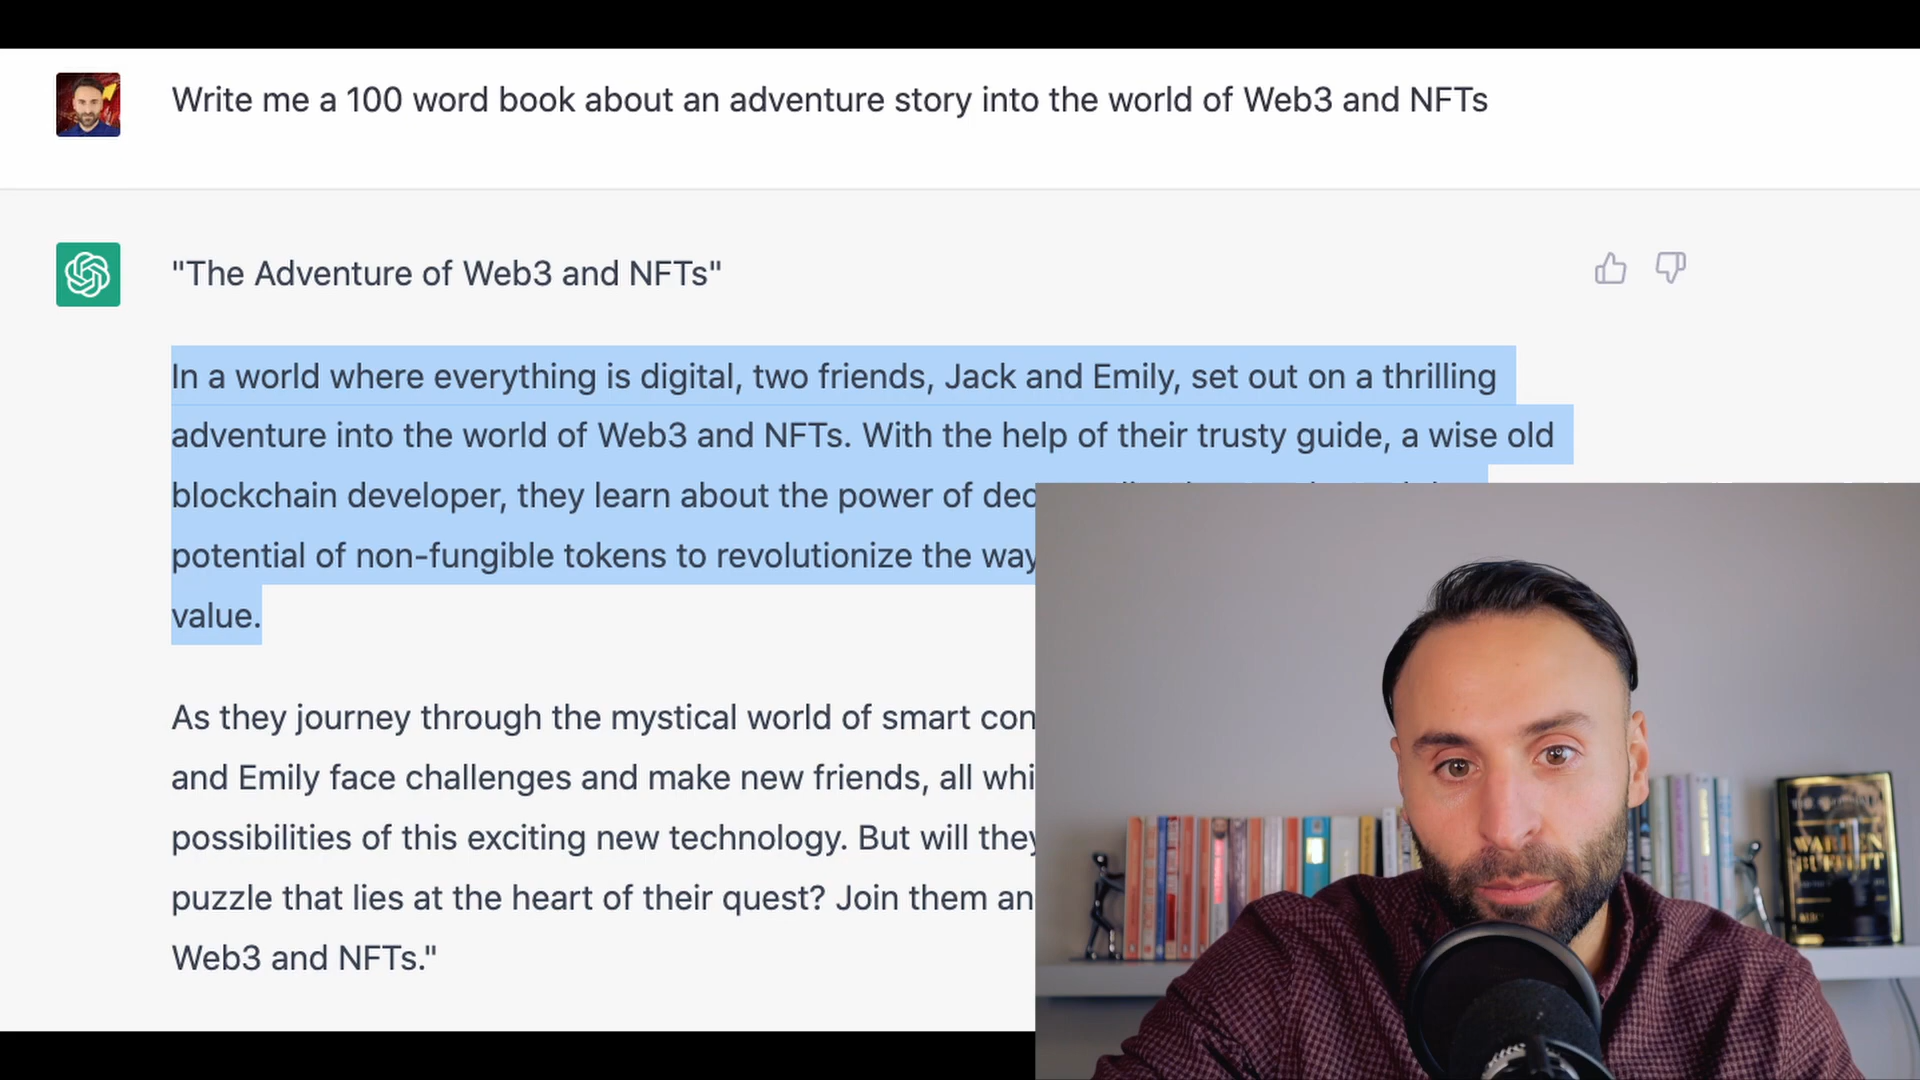 Write me a 100 word book about an adventure story into the world of Web3 and NFTs
"The Adventure of Web3 and NFTs"
In a world where everything is digital, two friends, Jack and Emily, set out on a thrilling
adventure into the world of Web3 and NFTs. With the help of their trusty guide, a wise old
blockchain developer, they learn about the power of
potential of non-fungible tokens to revolutionize the way
value.
As they journey through the mystical world of smart
and Emily face challenges and make new friends, all
possibilities of this exciting new technology. But will they
puzzle that lies at the heart of their quest? Join them
Web3 and NFTs."
WARREN
BUFFETT